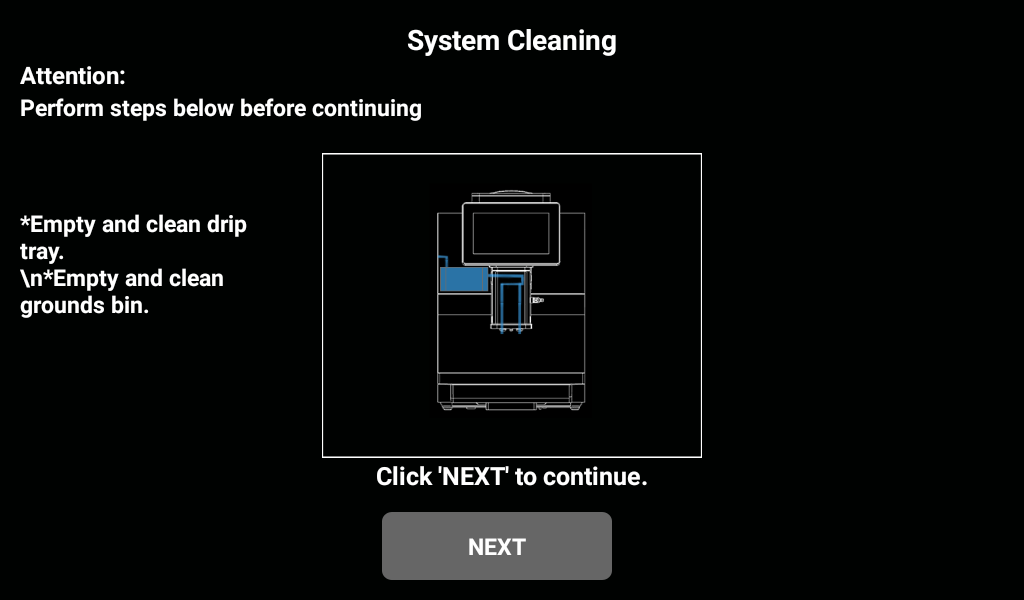 System Cleaning
Attention:
Perform steps below before continuing
*Empty and clean drip
tray.
\n*Empty and clean
grounds bin.
Click 'NEXT' to continue.
NEXT